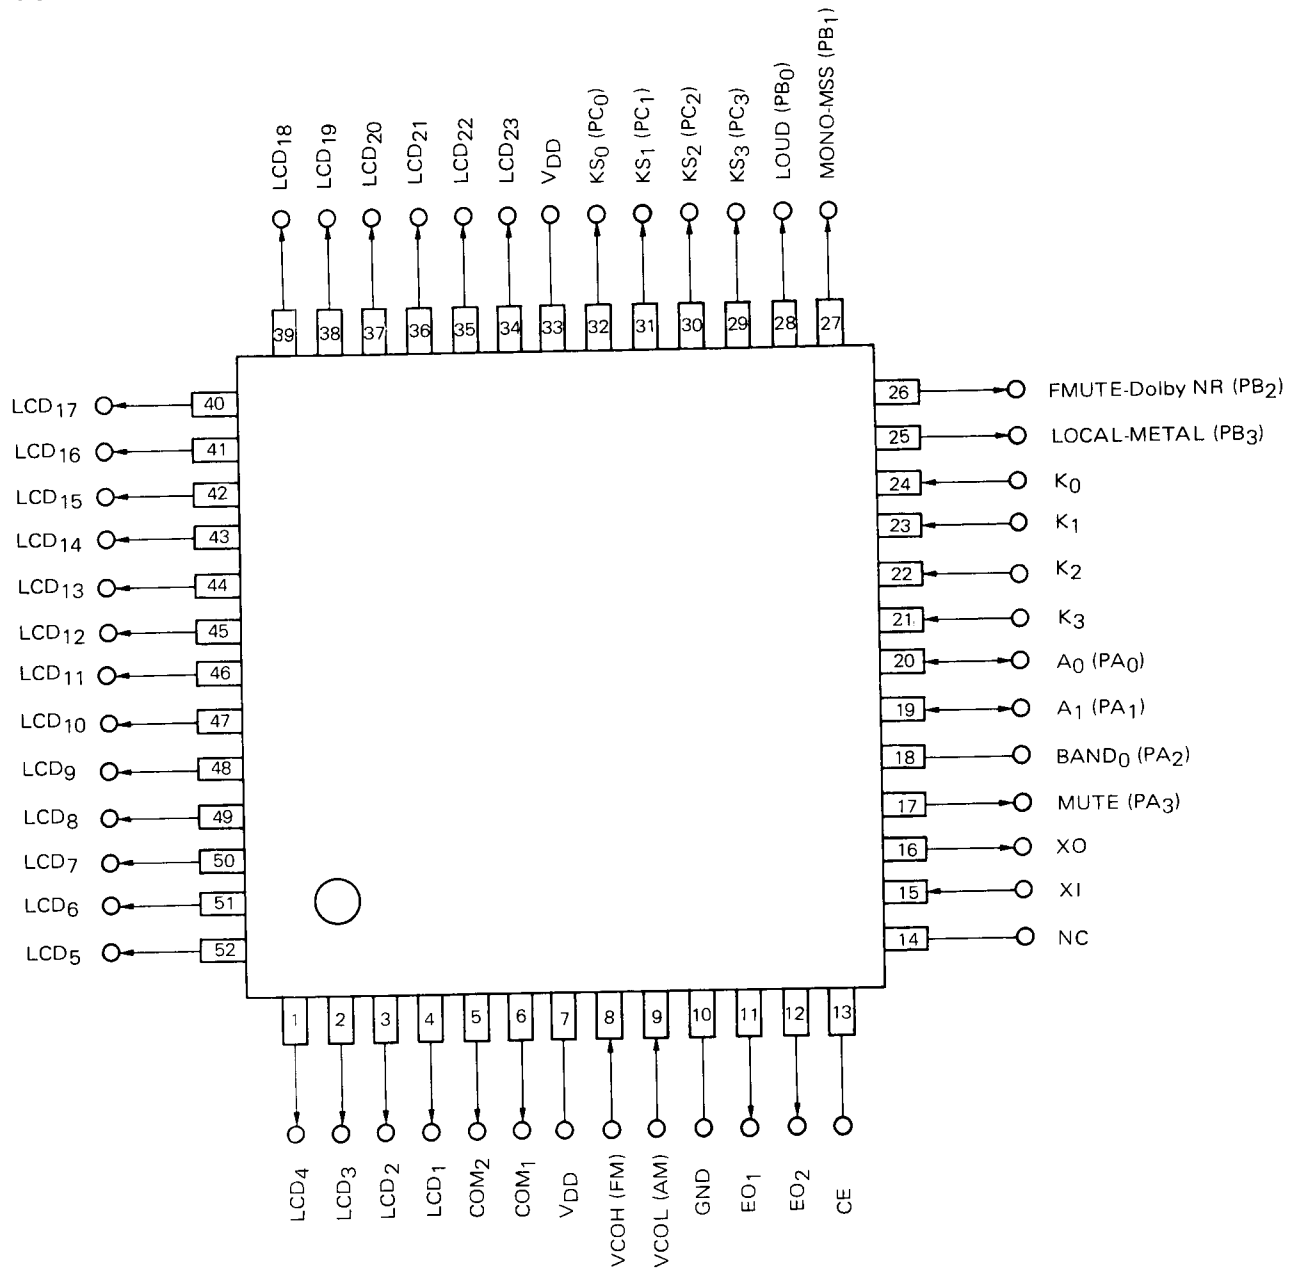 LCD18
LCD19
LCD20
LCD21
LCD22
LCD23
VDD
KS0 (PC0)
KS1 (PC1)
KS2 (PC2)
KS3 (PC3)
LOUD (PB0)
MONO-MSS (PB1)
39 38 37 36 35 34 33 32 31 30 29 28 27
LCD17 40
LCD16 41
LCD15 42
LCD14 43
LCD13 44
LCD12 45
LCD11 46
LCD10 47
LCD9 48
LCD8 49
LCD7 50
LCD6 51
LCD5 52
26 FMUTE-Dolby NR (PB2)
25 LOCAL-METAL (PB3)
24 K0
23 K1
22 K2
21 K3
20 A0 (PA0)
19 A1 (PA1)
18 BAND0 (PA2)
17 MUTE (PA3)
16 XO
15 XI
14 NC
1 2 3 4 5 6 7 8 9 10 11 12 13
LCD4
LCD3
LCD2
LCD1
COM2
COM1
VDD
VCOH (FM)
VCOL (AM)
GND
EO1
EO2
CE